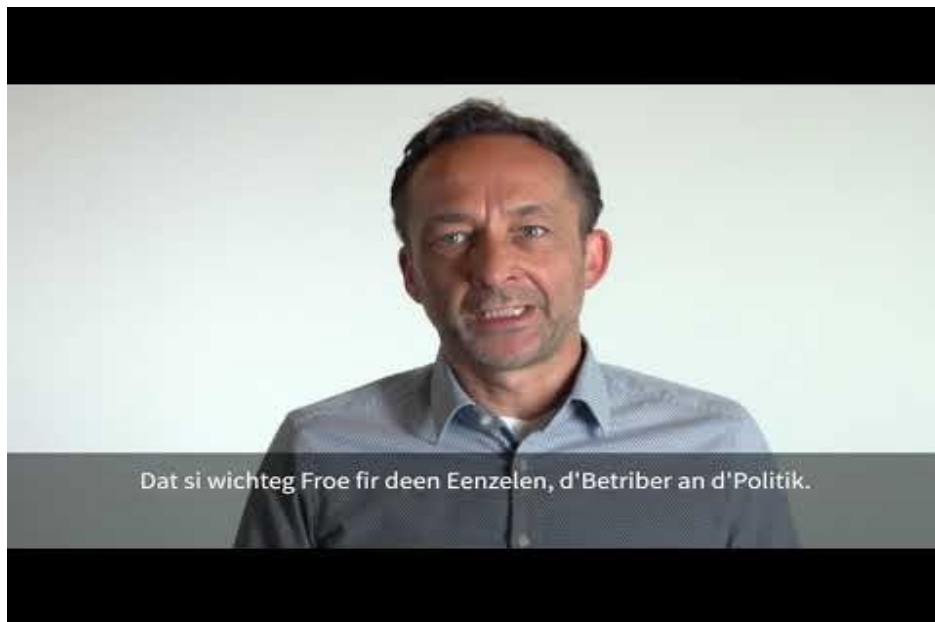 Dat si wichteg Froe fir deen Eenzelen, d'Betriber an d'Politik.